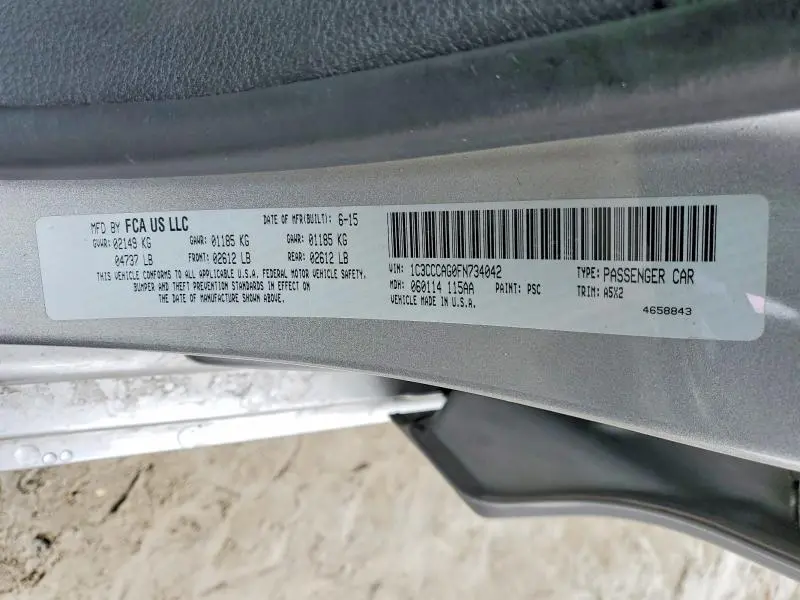 MFD BY FCA US LLC DATE OF MFR(BUILT): 6-15
GVWR: 02149 KG GAWR: 01185 KG GAWR: 01185 KG
04737 LB FRONT: 02612 LB REAR: 02612 LB
THIS VEHICLE CONFORMS TO ALL APPLICABLE U.S. FEDERAL MOTOR VEHICLE SAFETY,
BUMPER AND THEFT PREVENTION STANDARDS IN EFFECT ON
THE DATE OF MANUFACTURE SHOWN ABOVE.
VIN: 1C3CCCAG0FN734042 TYPE: PASSENGER CAR
MDH: 060114 115AA PAINT: PSC TRIM: A5X2
VEHICLE MADE IN U.S.A.
4658843